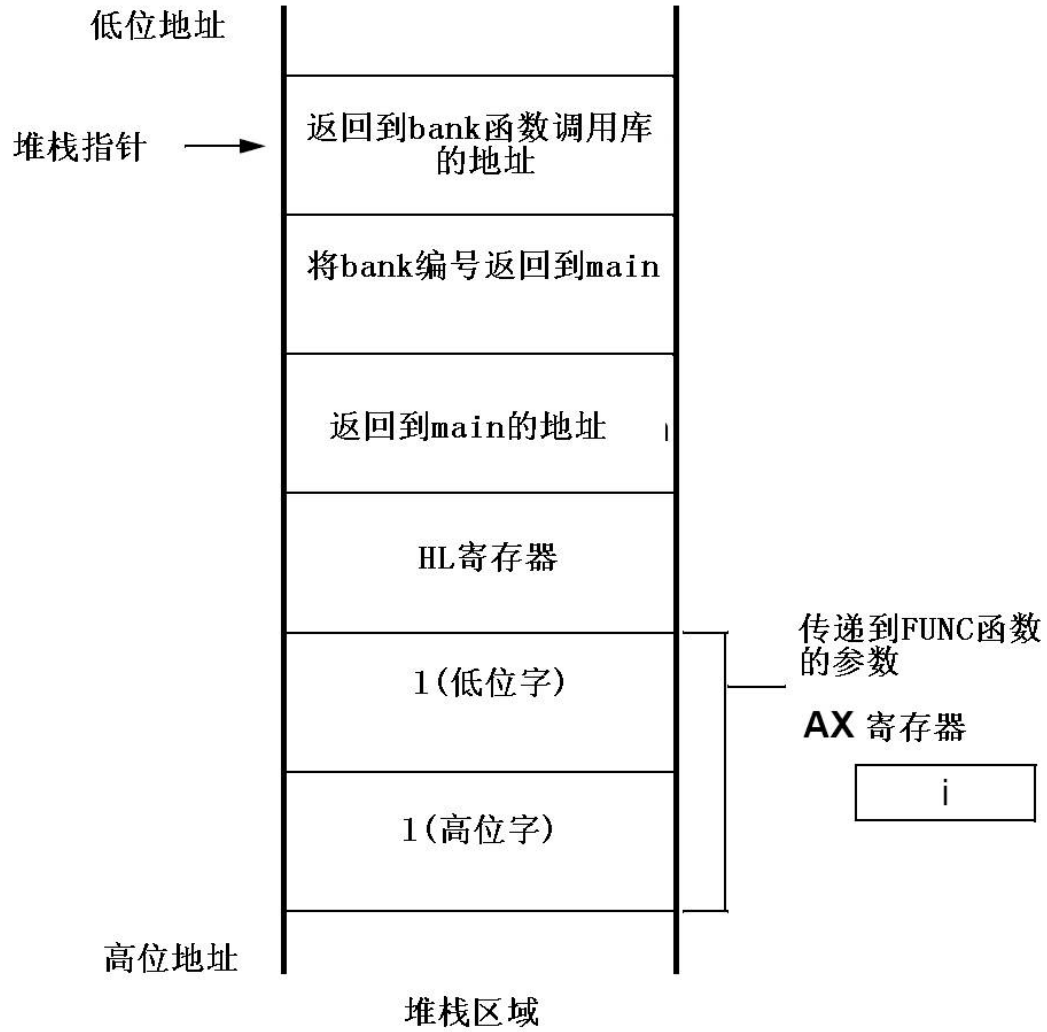 低位地址
堆栈指针
返回到bank函数调用库
的地址
将bank编号返回到main
返回到main的地址
HL寄存器
1(低位字)
1(高位字)
传递到FUNC函数
的参数
AX 寄存器
i
高位地址
堆栈区域